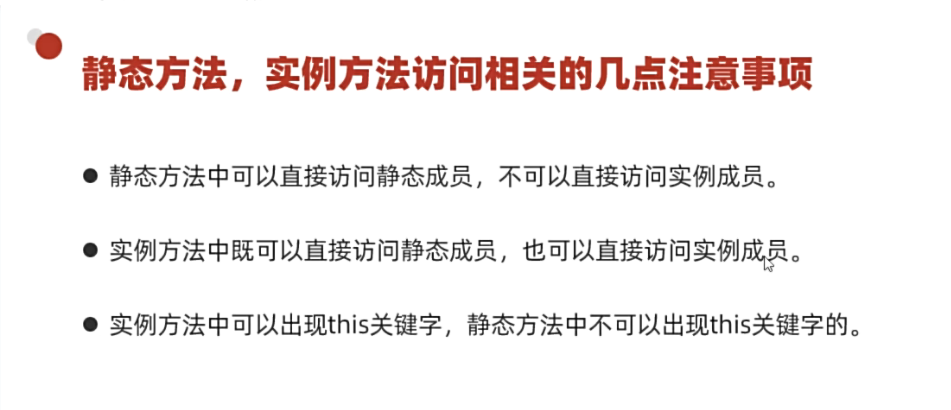 静态方法，实例方法访问相关的几点注意事项
静态方法中可以直接访问静态成员，不可以直接访问实例成员。
实例方法中既可以直接访问静态成员，也可以直接访问实例成员。
实例方法中可以出现this关键字，静态方法中不可以出现this关键字的。